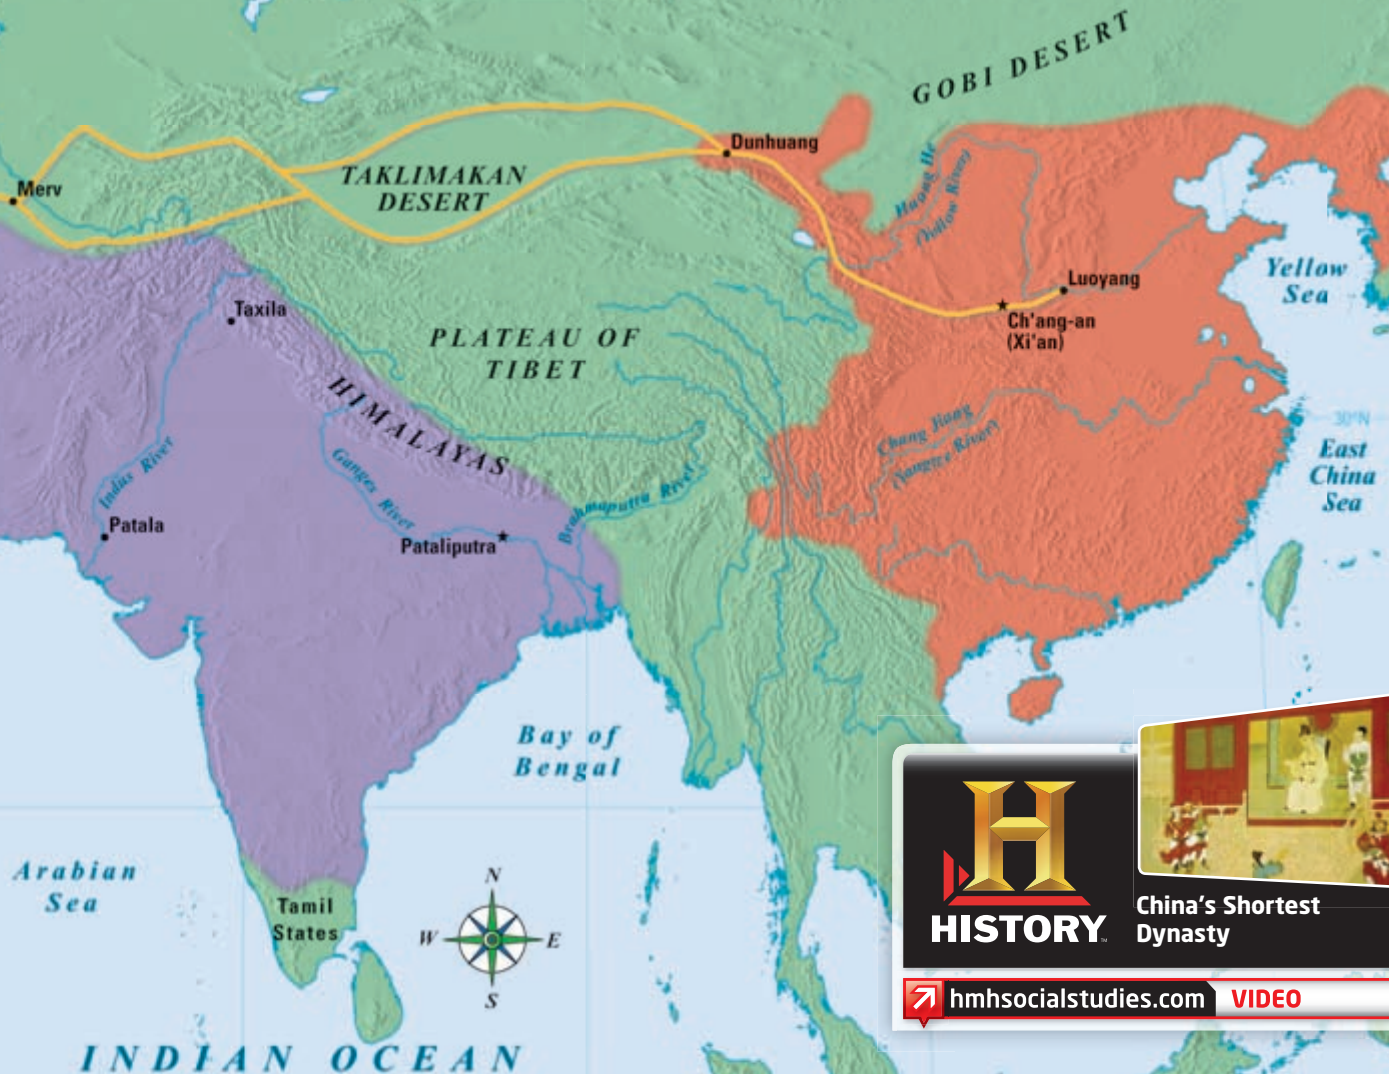 GOBI DESERT
Dunhuang
Huang He
(Yellow River)
TAKLIMAKAN
DESERT
Merv
Luoyang
Yellow
Sea
Taxila
Ch'ang-an
(Xi'an)
PLATEAU OF
TIBET
HIMALAYAS
Chang Jiang
(Yangtze River)
30°N
East
China
Sea
Indus River
Ganges River
Brahmaputra River
Patala
Pataliputra
Bay of
Bengal
Arabian
Sea
Tamil
States
N
W
E
S
INDIAN OCEAN
H
HISTORY
China's Shortest
Dynasty
hmhsocialstudies.com
VIDEO